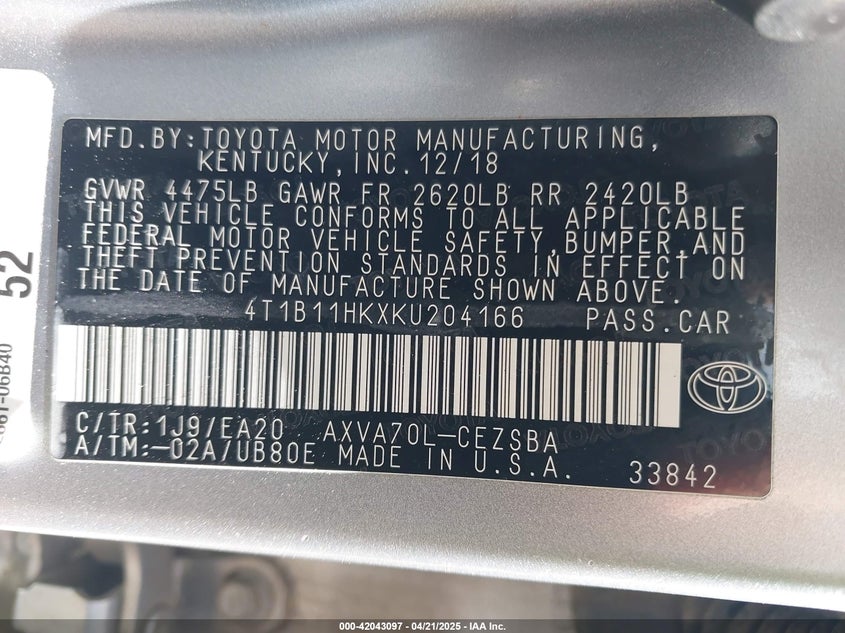 MFD.BY:TOYOTA MOTOR MANUFACTURING,
KENTUCKY,INC.12/18
GVWR 4475LB GAWR FR 2620LB RR 2420LB
THIS VEHICLE CONFORMS TO ALL APPLICABLE
FEDERAL MOTOR VEHICLE SAFETY,BUMPER,AND
THEFT PREVENTION STANDARDS IN EFFECT ON
THE DATE OF MANUFACTURE SHOWN ABOVE.
4T1B11HKXKU204166 PASS.CAR
C/TR:1J9/EA20 AXVA70L-CEZSBA
A/TM:-02A/UB80E MADE IN U.S.A. 33842
52
000-42043097 - 04/21/2025 - IAA Inc.